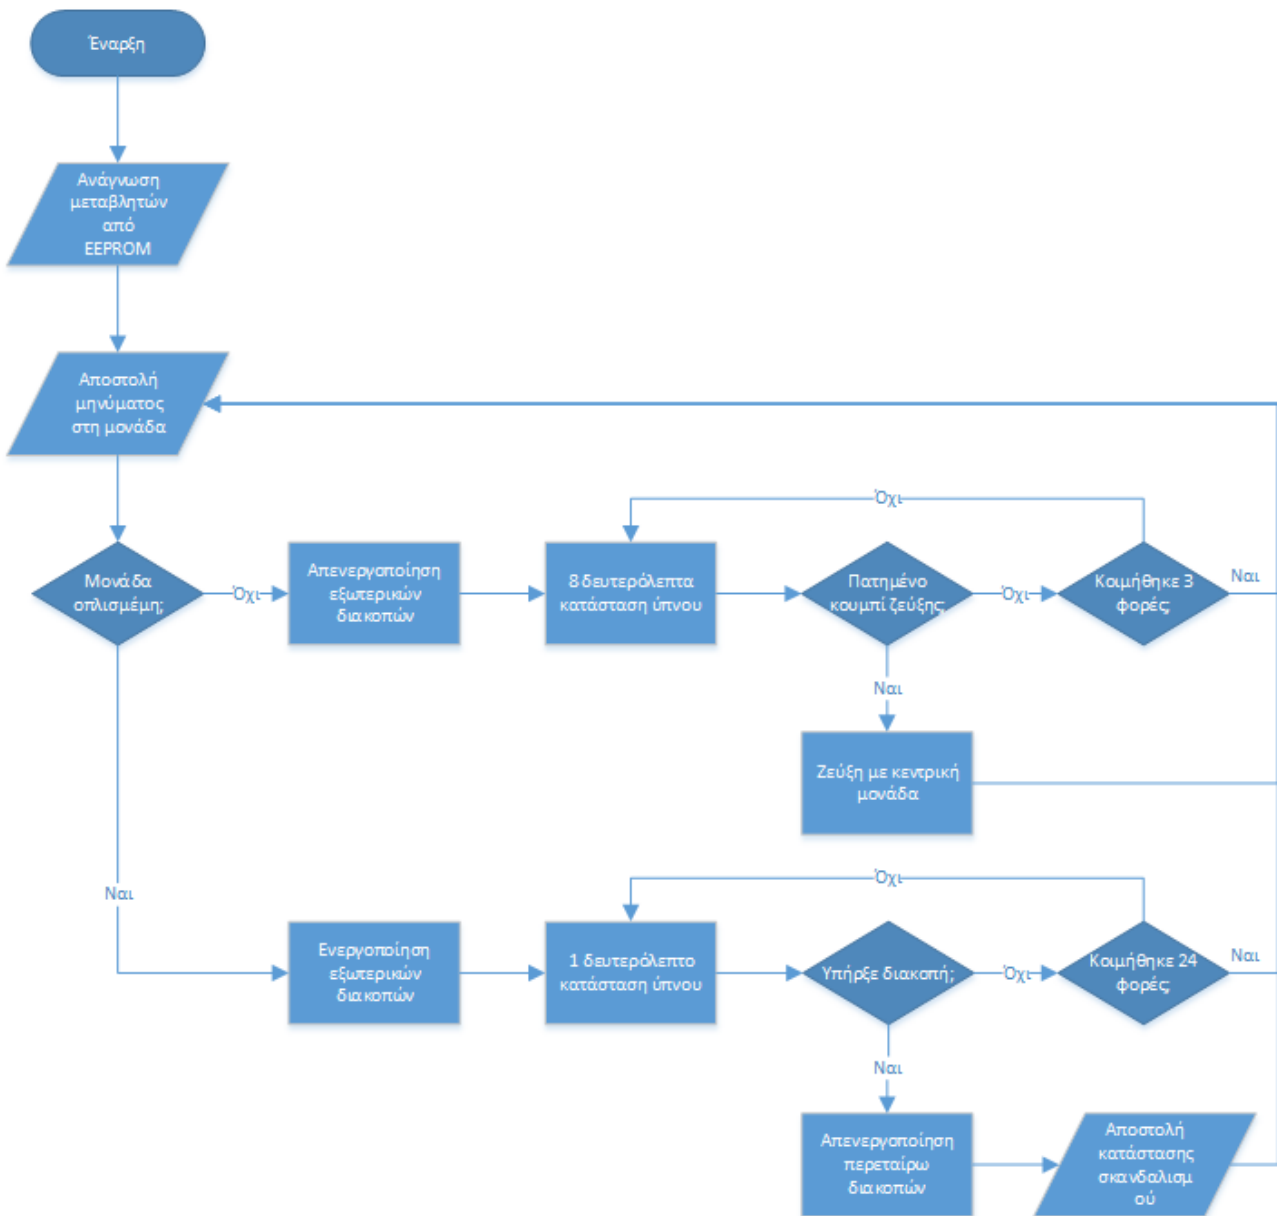 Έναρξη
Ανάγνωση
μεταβλητών
από
EEPROM
Αποστολή
μηνύματος
στη μονάδα
Όχι
Μονάδα
οπλισμέμη;
Όχι
Απενεργοποίηση
εξωτερικών
διακοπών
8 δευτερόλεπτα
κατάσταση ύπνου
Πατημένο
κουμπί ζεύξης;
Όχι
Κοιμήθηκε 3
φορές;
Ναι
Ναι
Ζεύξη με κεντρική
μονάδα
Όχι
Ναι
Ενεργοποίηση
εξωτερικών
διακοπών
1 δευτερόλεπτο
κατάσταση ύπνου
Υπήρξε διακοπή;
Όχι
Κοιμήθηκε 24
φορές;
Ναι
Ναι
Απενεργοποίηση
περεταίρω
διακοπών
Αποστολή
κατάστασης
σκανδαλισμ
ού